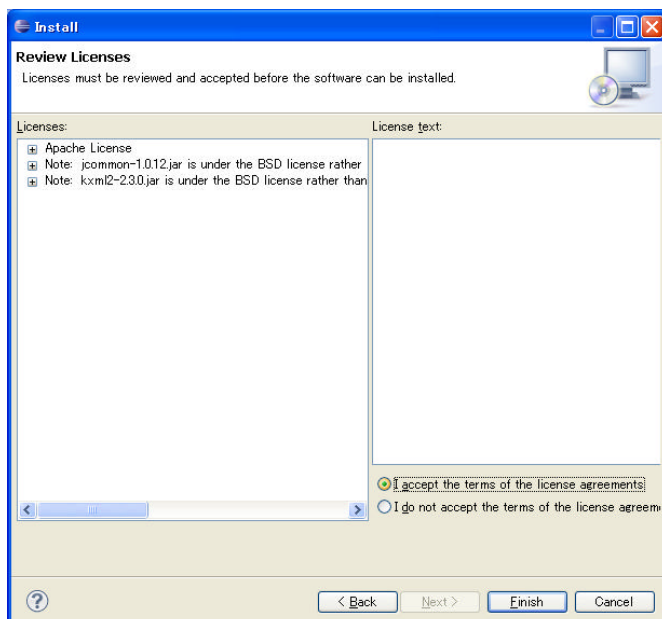 Install
Review Licenses
Licenses must be reviewed and accepted before the software can be installed.
Licenses:
Apache License
Note: jcommon-1.0.12.jar is under the BSD license rather
Note: kxml2-2.3.0.jar is under the BSD license rather than
License text:
I accept the terms of the license agreements
I do not accept the terms of the license
< Back
Next >
Finish
Cancel